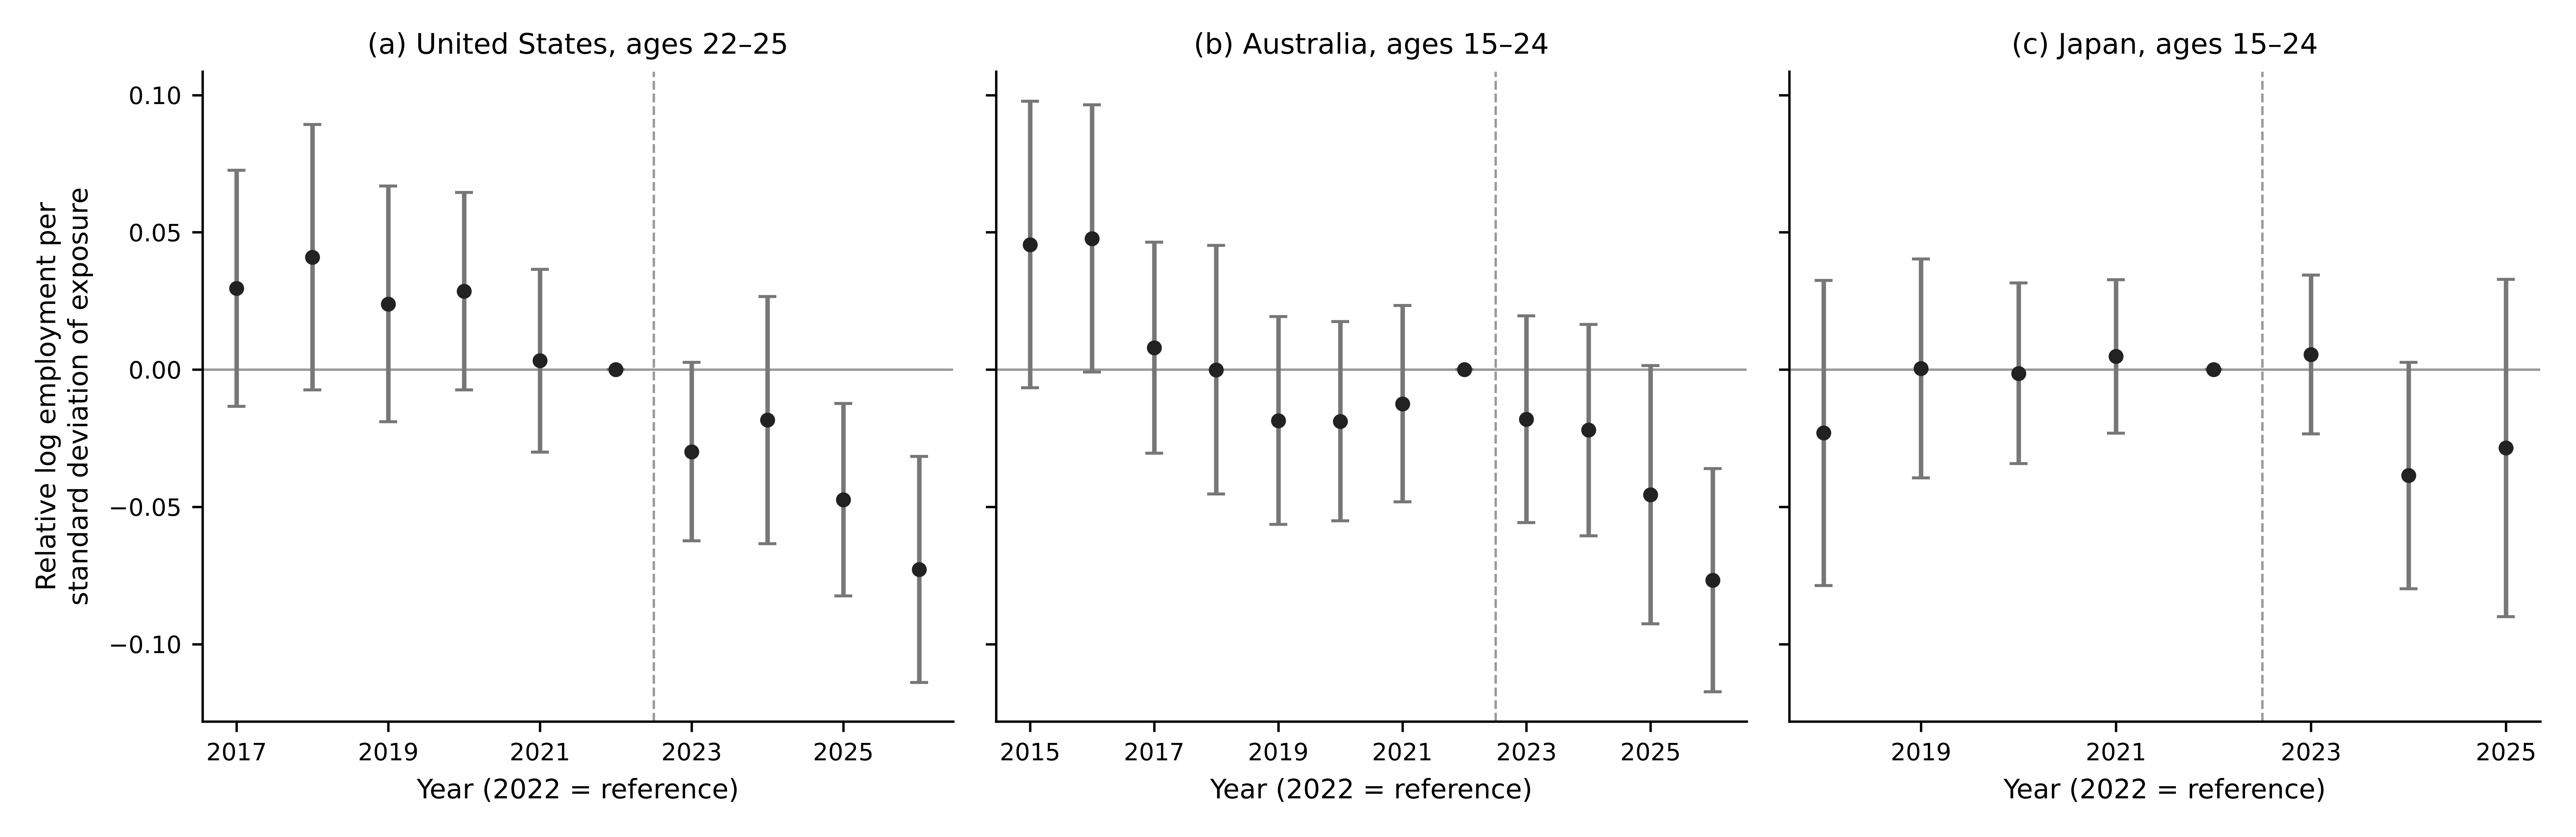 (a) United States, ages 22–25
(b) Australia, ages 15–24
(c) Japan, ages 15–24
Relative log employment per
standard deviation of exposure
0.10
0.05
0.00
−0.05
−0.10
2017 2019 2021 2023 2025
2015 2017 2019 2021 2023 2025
2019 2021 2023 2025
Year (2022 = reference)
Year (2022 = reference)
Year (2022 = reference)